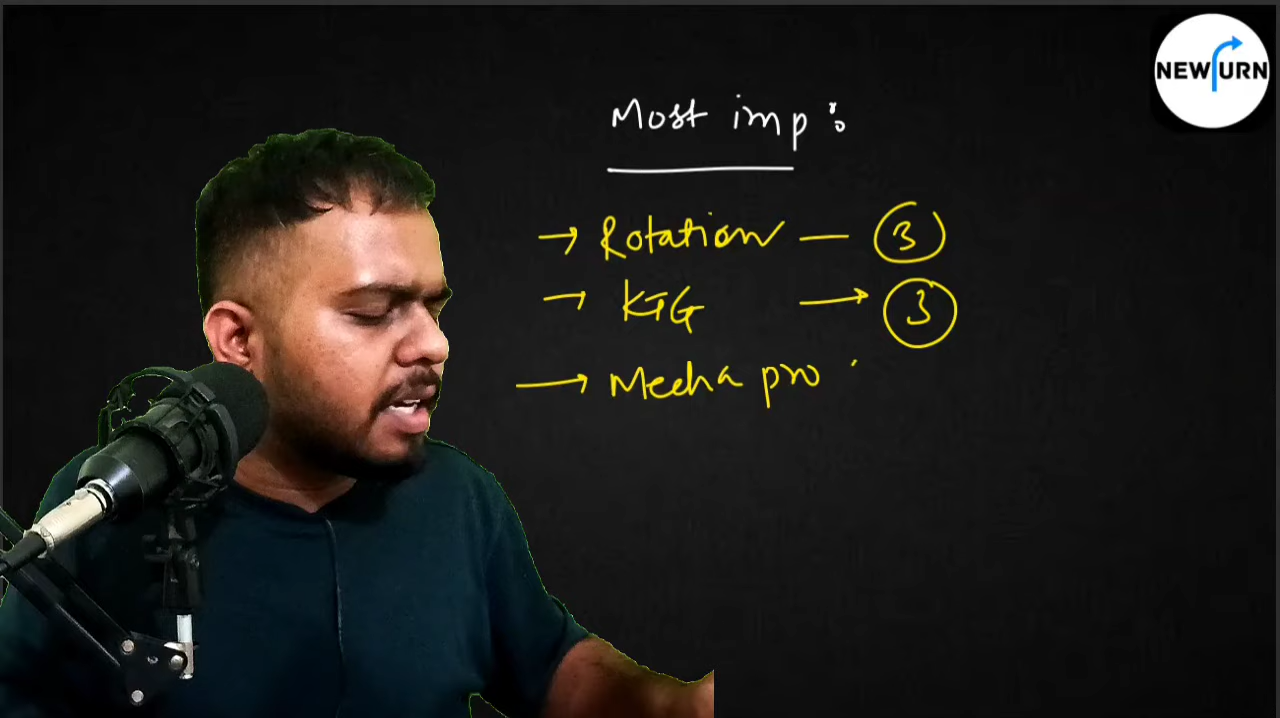 NEWTURN
Most imp :
→ Rotation — 3
→ KTG → 3
→ Mecha pro